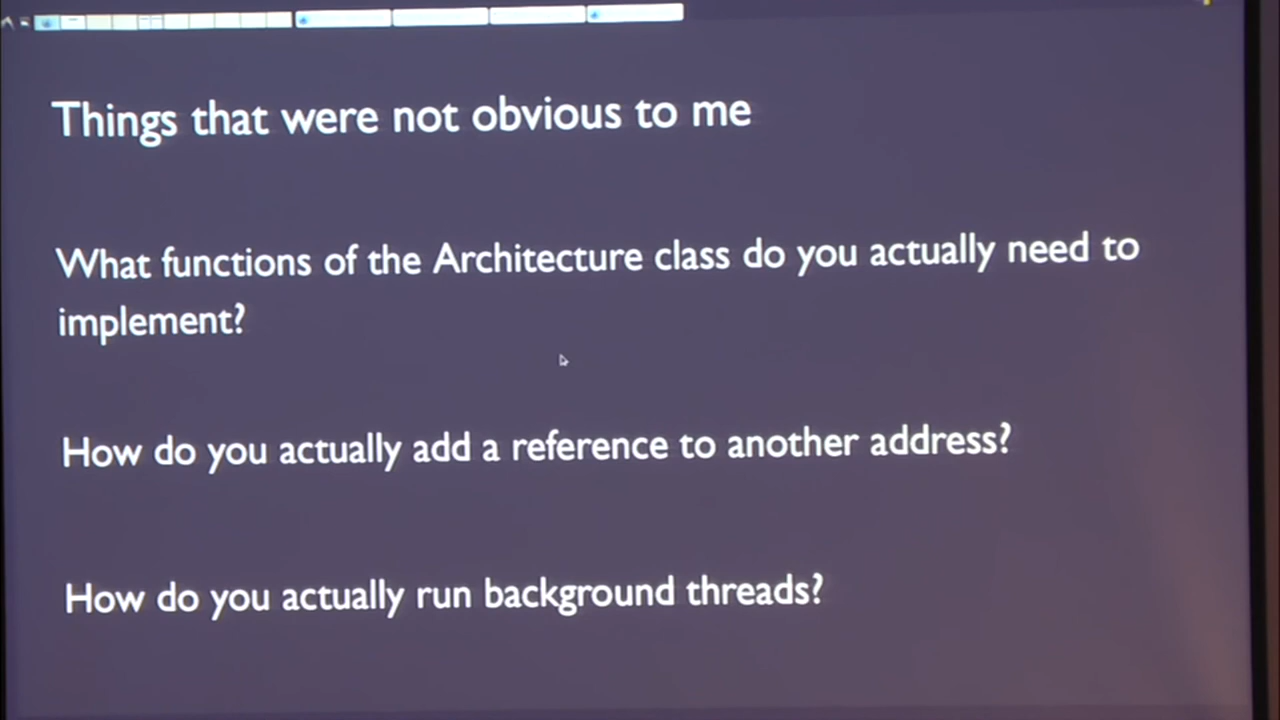 Things that were not obvious to me
What functions of the Architecture class do you actually need to
implement?
How do you actually add a reference to another address?
How do you actually run background threads?